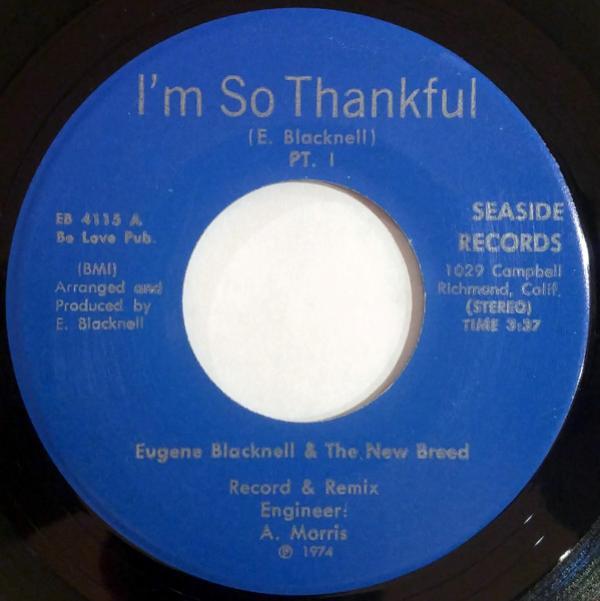 I'm So Thankful
(E. Blacknell)
PT. I
EB 4115 A
Be Love Pub.
(BMI)
Arranged and
Produced by
E. Blacknell
SEASIDE
RECORDS
1029 Campbell
Richmond, Calif.
(STEREO)
TIME 3:37
Eugene Blacknell & The New Breed
Record & Remix
Engineer:
A. Morris
℗ 1974